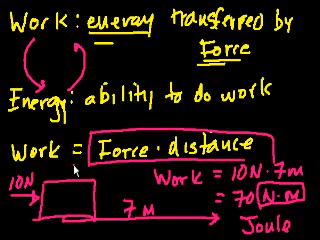 Work: energy transferred by
Force
Energy: ability to do work
Work = Force · distance
10N
7 M
Work = 10N · 7m
= 70 N·m
Joule